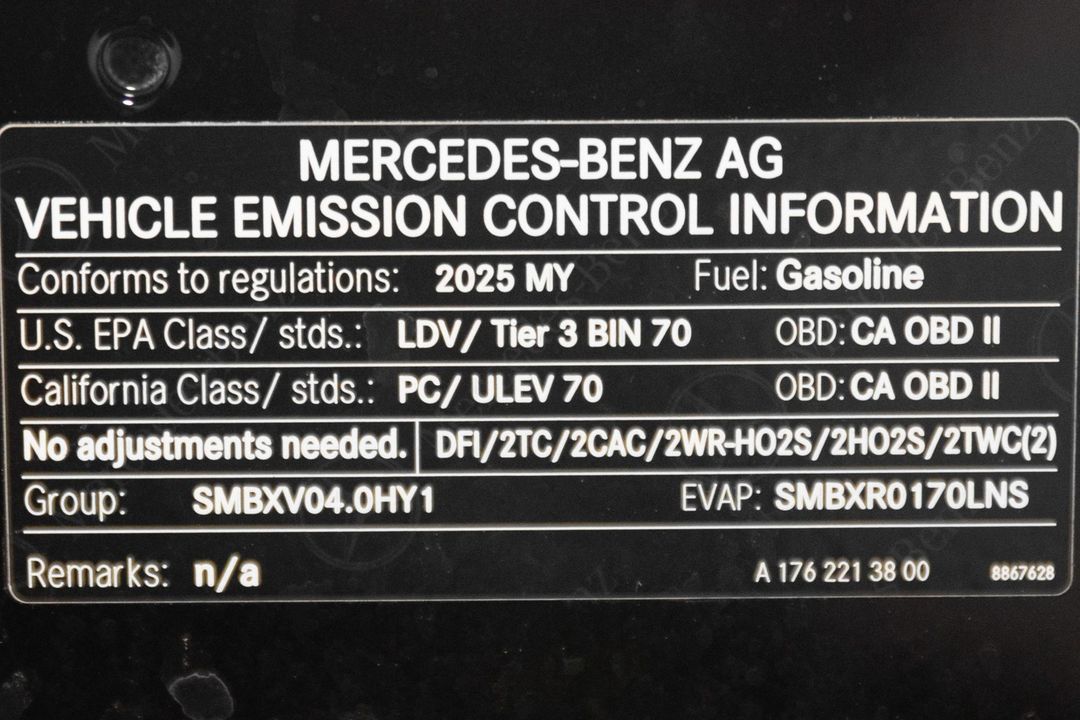 MERCEDES-BENZ AG
VEHICLE EMISSION CONTROL INFORMATION
Conforms to regulations: 2025 MY Fuel: Gasoline
U.S. EPA Class/ stds.: LDV/ Tier 3 BIN 70 OBD: CA OBD II
California Class/ stds.: PC/ ULEV 70 OBD: CA OBD II
No adjustments needed. DFI/2TC/2CAC/2WR-HO2S/2HO2S/2TWC(2)
Group: SMBXV04.0HY1 EVAP: SMBXR0170LNS
Remarks: n/a A 176 221 38 00 8867628